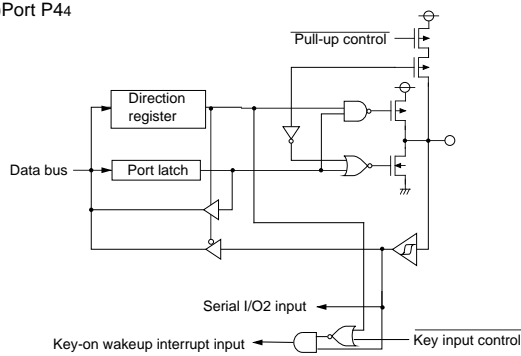 Port P44
Pull-up control
Direction
register
Data bus
Port latch
Serial I/O2 input
Key-on wakeup interrupt input
Key input control